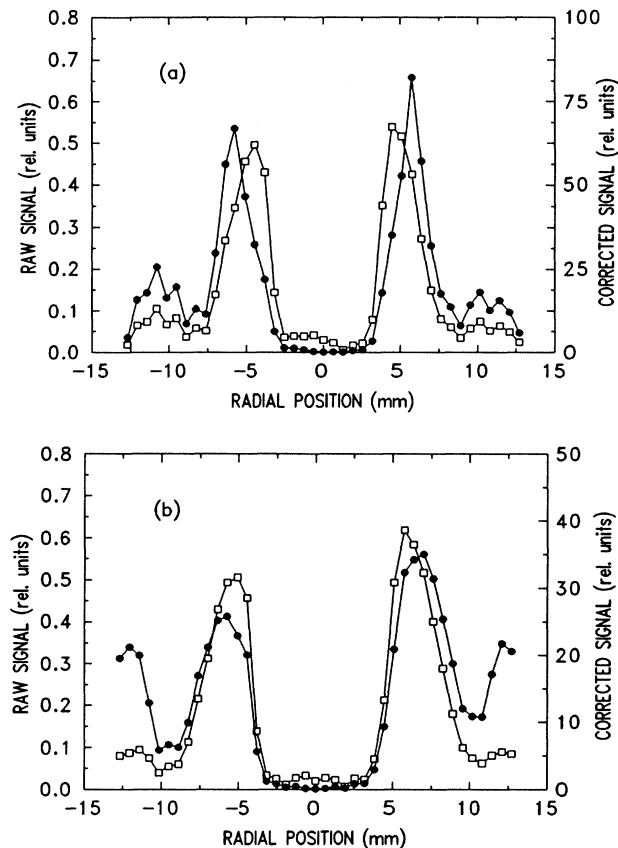 (a)
RAW SIGNAL (rel. units)
0.8
0.7
0.6
0.5
0.4
0.3
0.2
0.1
0.0
100
75
50
25
0
CORRECTED SIGNAL (rel. units)
−15 −10 −5 0 5 10 15
RADIAL POSITION (mm)
(b)
RAW SIGNAL (rel. units)
0.8
0.7
0.6
0.5
0.4
0.3
0.2
0.1
0.0
50
40
30
20
10
0
CORRECTED SIGNAL (rel. units)
−15 −10 −5 0 5 10 15
RADIAL POSITION (mm)